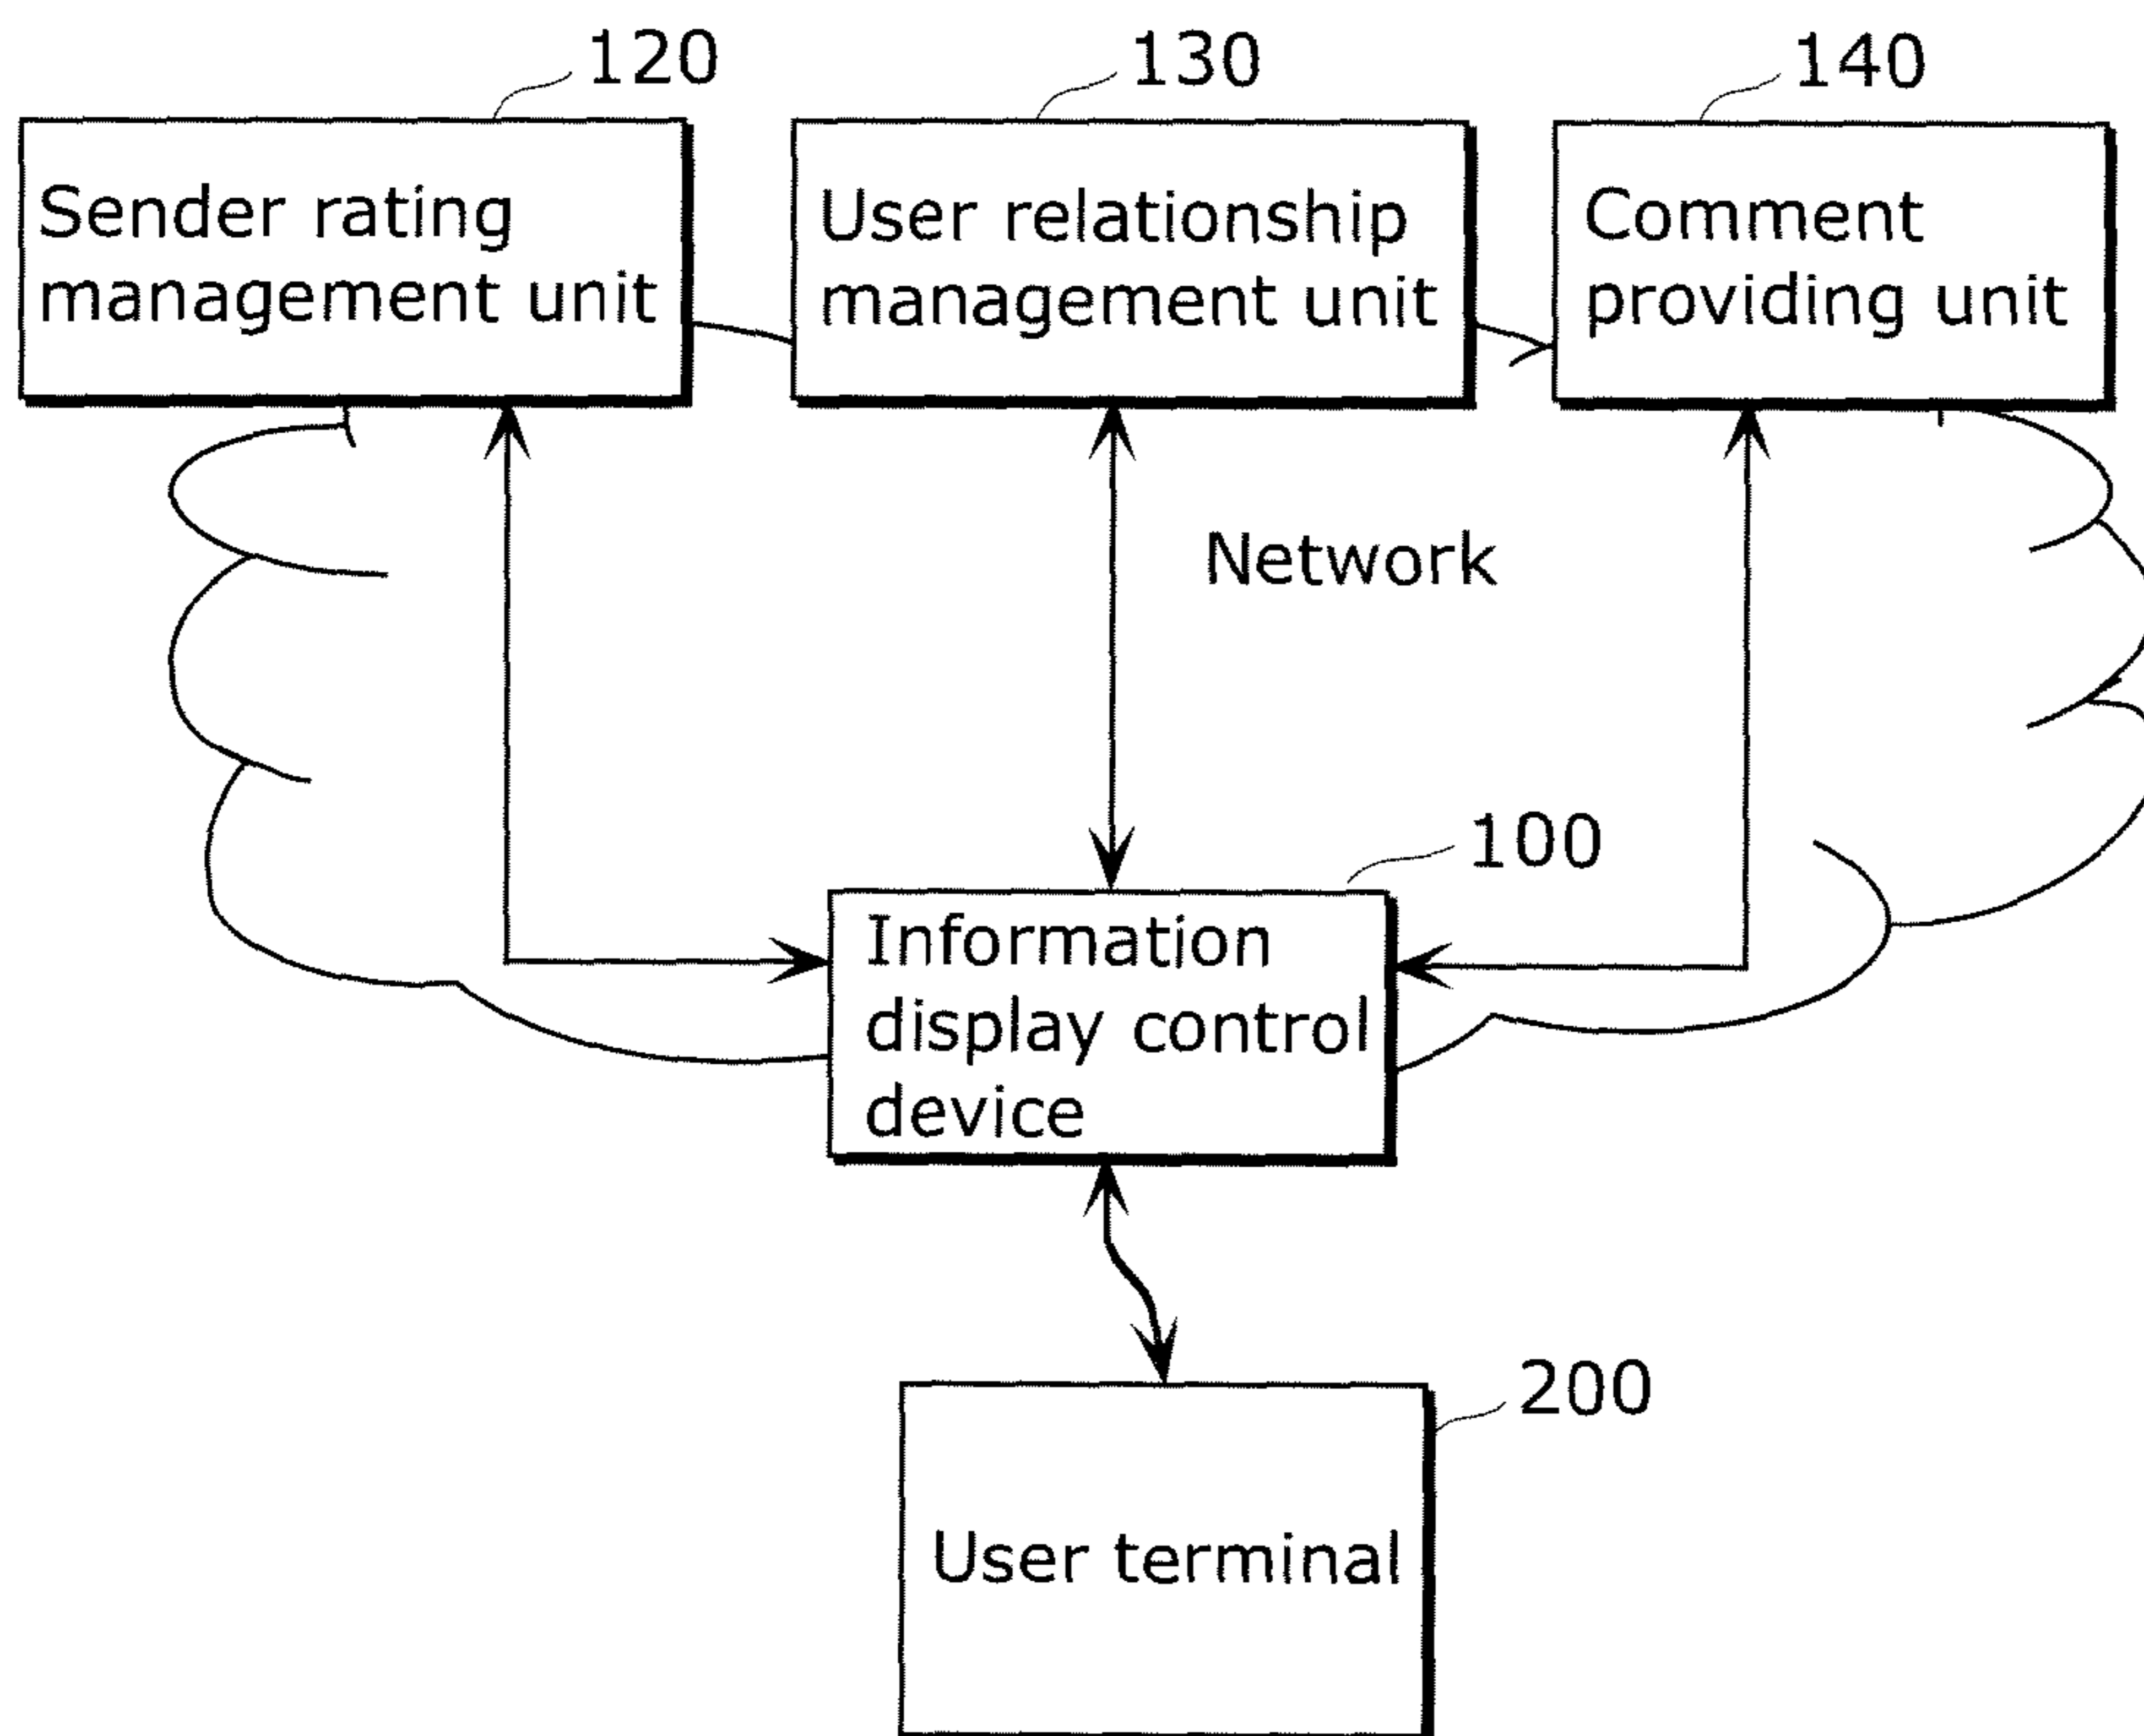 120
130
140
Sender rating
management unit
User relationship
management unit
Comment
providing unit
Network
100
Information
display control
device
200
User terminal